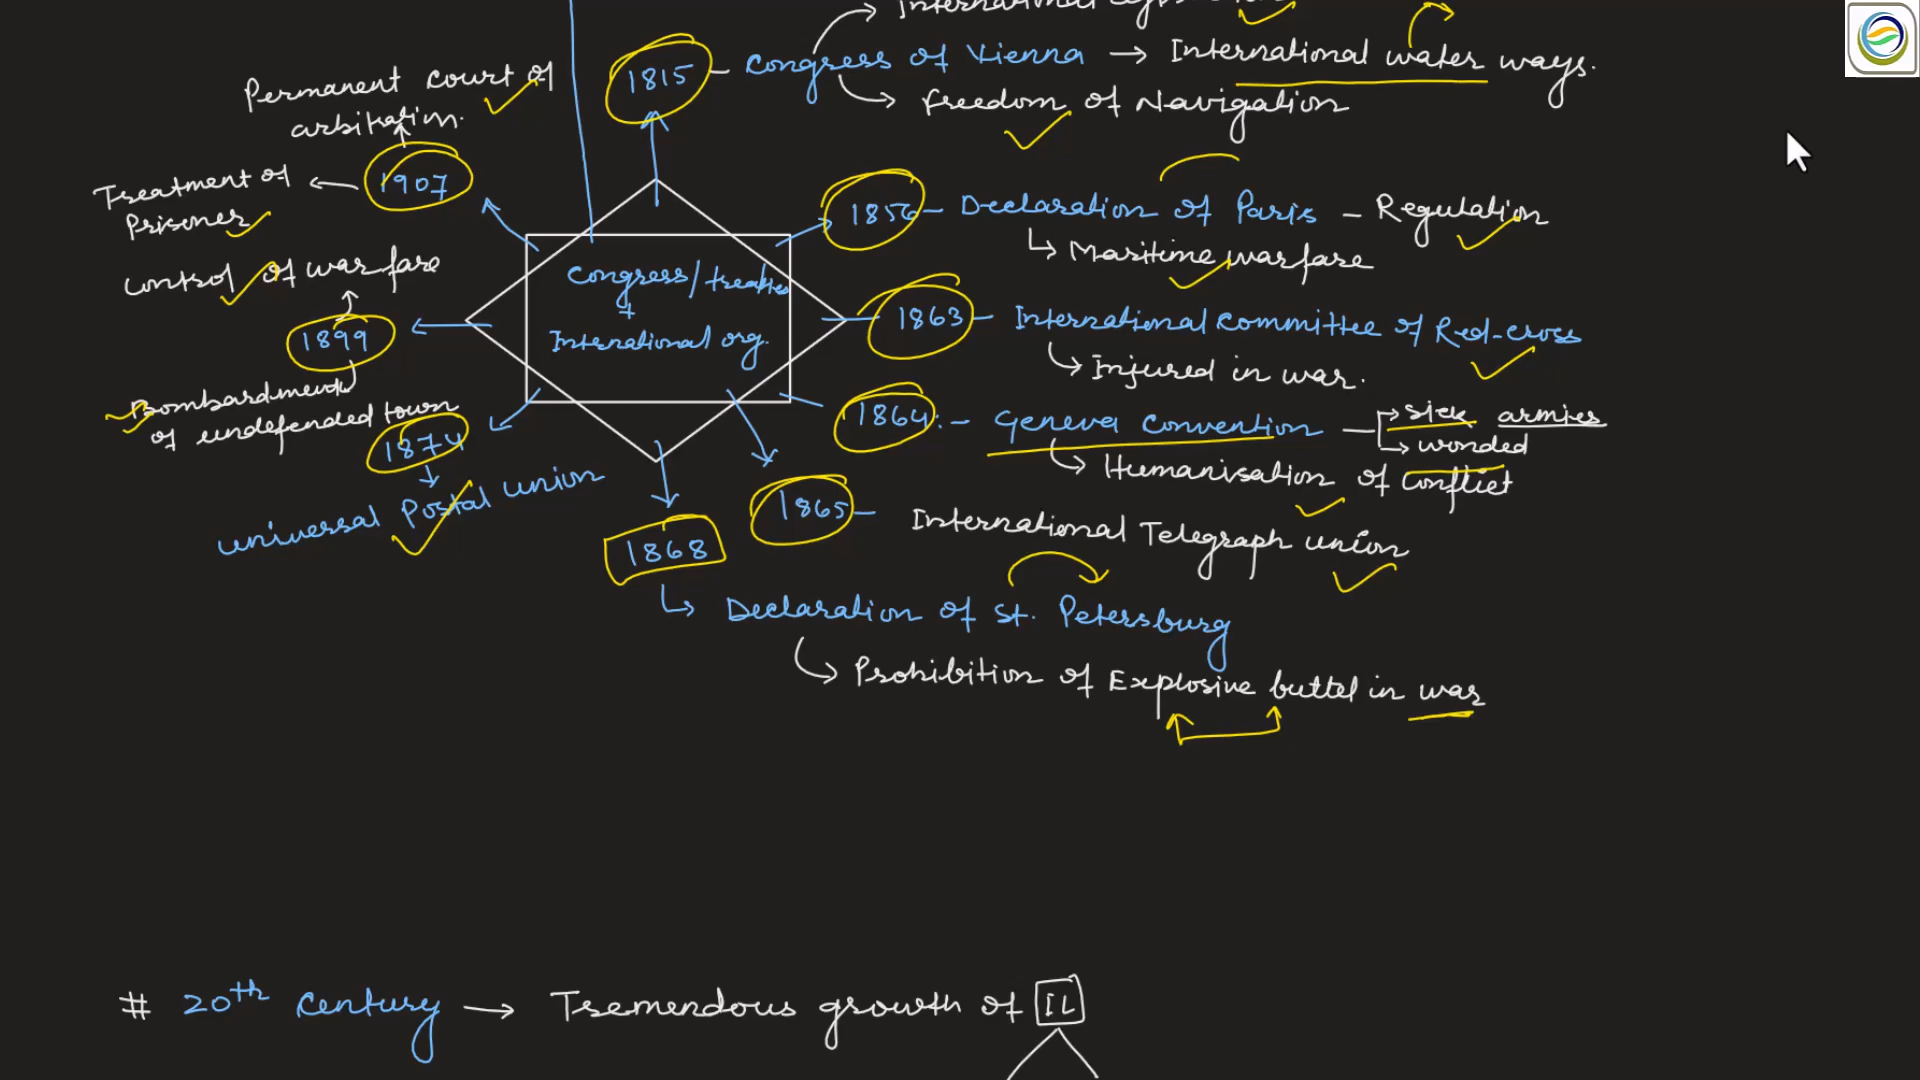 International
1815 - Congress of Vienna → International water ways.
Freedom of Navigation
Permanent court of
arbitration.
1907
Treatment of
Prisoner
1856 - Declaration of Paris - Regulation
Maritime warfare
Control of warfare
1899
Bombardment
of undefended town
Congress/treaties
+
International org.
1863 - International Committee of Red-cross
Injured in war.
1864 :- Geneva Convention - sick armies
wonded
Humanisation of Conflict
1874
Universal Postal Union
1865 - International Telegraph union
1868
Declaration of St. Petersburg
Prohibition of Explosive buttel in war
# 20th Century → Tremendous growth of IL